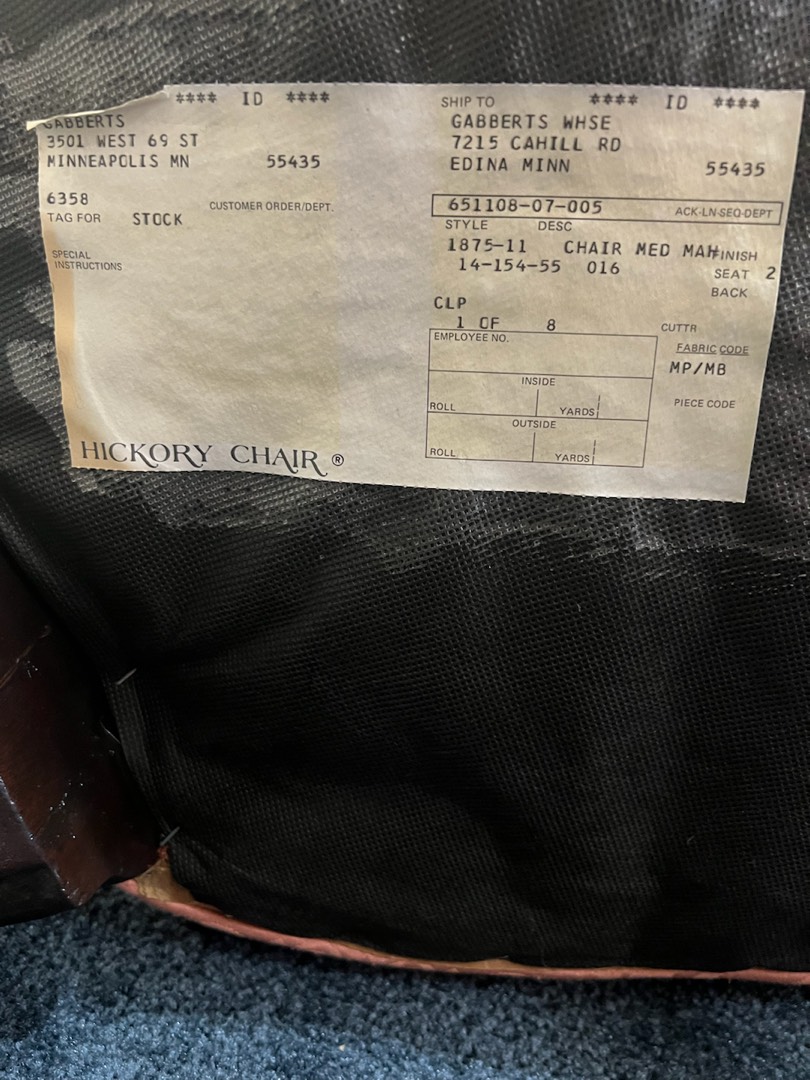 **** ID ****
GABBERTS
3501 WEST 69 ST
MINNEAPOLIS MN 55435
6358
CUSTOMER ORDER/DEPT.
TAG FOR STOCK
SPECIAL
INSTRUCTIONS
HICKORY CHAIR ®
SHIP TO **** ID ****
GABBERTS WHSE
7215 CAHILL RD
EDINA MINN 55435
651108-07-005 ACK-LN-SEQ-DEPT
STYLE DESC
1875-11 CHAIR MED MAH FINISH
14-154-55 016 SEAT 2
BACK
CLP
1 OF 8 CUTTR
EMPLOYEE NO. FABRIC CODE
MP/MB
INSIDE
ROLL YARDS PIECE CODE
OUTSIDE
ROLL YARDS